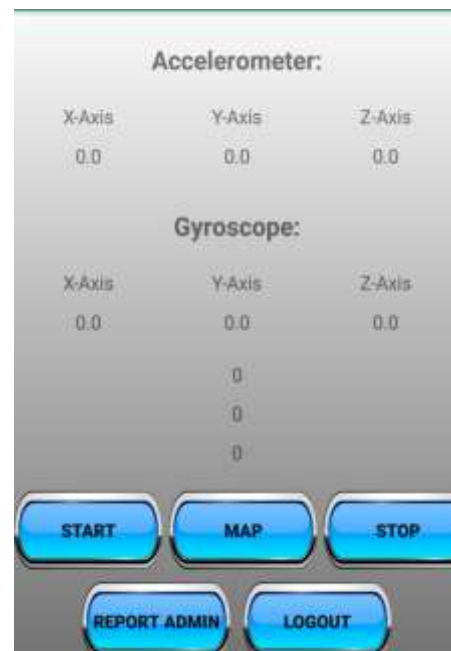 Accelerometer:
X-Axis Y-Axis Z-Axis
0.0 0.0 0.0
Gyroscope:
X-Axis Y-Axis Z-Axis
0.0 0.0 0.0
0
0
0
START MAP STOP
REPORT ADMIN LOGOUT